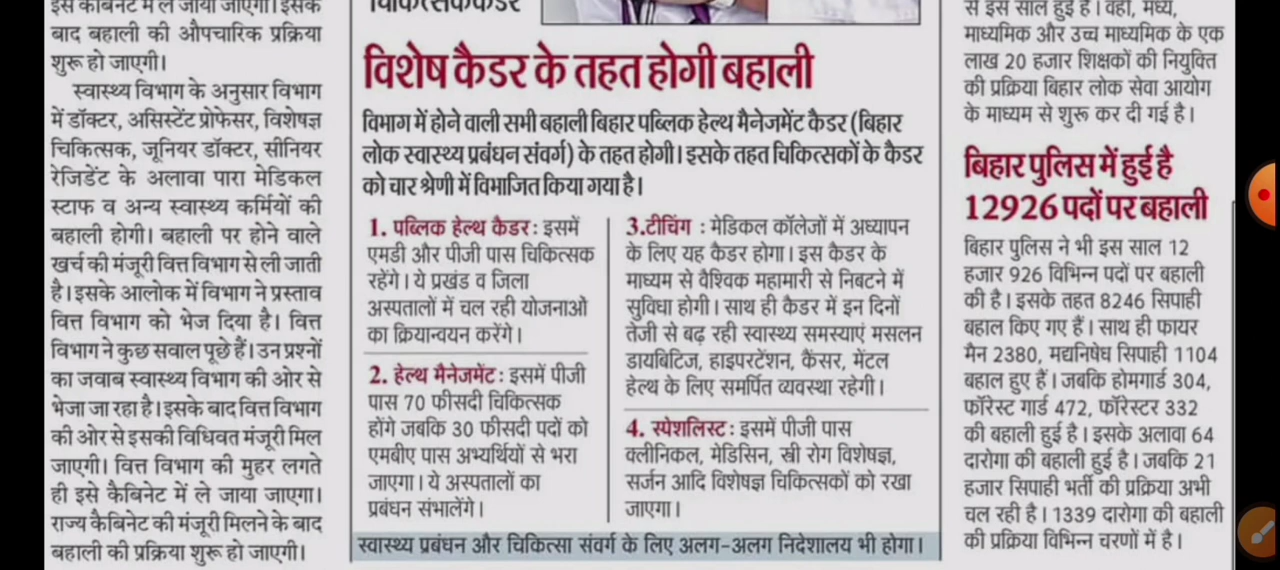 इसे कैबिनेट में ले जाया जाएगा। इसके
बाद बहाली की औपचारिक प्रक्रिया
शुरू हो जाएगी।
स्वास्थ्य विभाग के अनुसार विभाग
में डॉक्टर, असिस्टेंट प्रोफेसर, विशेषज्ञ
चिकित्सक, जूनियर डॉक्टर, सीनियर
रेजिडेंट के अलावा पारा मेडिकल
स्टाफ व अन्य स्वास्थ्य कर्मियों की
बहाली होगी। बहाली पर होने वाले
खर्च की मंजूरी वित्त विभाग से ली जाती
है। इसके आलोक में विभाग ने प्रस्ताव
वित्त विभाग को भेज दिया है। वित्त
विभाग ने कुछ सवाल पूछे हैं। उन प्रश्नों
का जवाब स्वास्थ्य विभाग की ओर से
भेजा जा रहा है। इसके बाद वित्त विभाग
की ओर से इसकी विधिवत मंजूरी मिल
जाएगी। वित्त विभाग की मुहर लगते
ही इसे कैबिनेट में ले जाया जाएगा।
राज्य कैबिनेट की मंजूरी मिलने के बाद
बहाली की प्रक्रिया शुरू हो जाएगी।
चिकित्सक कैडर
विशेष कैडर के तहत होगी बहाली
विभाग में होने वाली सभी बहाली बिहार पब्लिक हेल्थ मैनेजमेंट कैडर (बिहार
लोक स्वास्थ्य प्रबंधन संवर्ग) के तहत होगी। इसके तहत चिकित्सकों के कैडर
को चार श्रेणी में विभाजित किया गया है।
1. पब्लिक हेल्थ कैडर: इसमें
एमडी और पीजी पास चिकित्सक
रहेंगे। ये प्रखंड व जिला
अस्पतालों में चल रही योजनाओ
का क्रियान्वयन करेंगे।
2. हेल्थ मैनेजमेंट: इसमें पीजी
पास 70 फीसदी चिकित्सक
होंगे जबकि 30 फीसदी पदों को
एमबीए पास अभ्यर्थियों से भरा
जाएगा। ये अस्पतालों का
प्रबंधन संभालेंगे।
3.टीचिंग : मेडिकल कॉलेजों में अध्यापन
के लिए यह कैडर होगा। इस कैडर के
माध्यम से वैश्विक महामारी से निबटने में
सुविधा होगी। साथ ही कैडर में इन दिनों
तेजी से बढ़ रही स्वास्थ्य समस्याएं मसलन
डायबिटिज, हाइपरटेंशन, कैंसर, मेंटल
हेल्थ के लिए समर्पित व्यवस्था रहेगी।
4. स्पेशलिस्ट: इसमें पीजी पास
क्लीनिकल, मेडिसिन, स्त्री रोग विशेषज्ञ,
सर्जन आदि विशेषज्ञ चिकित्सकों को रखा
जाएगा।
स्वास्थ्य प्रबंधन और चिकित्सा संवर्ग के लिए अलग-अलग निदेशालय भी होगा।
से इस साल हुई है। वहीं, मध्य,
माध्यमिक और उच्च माध्यमिक के एक
लाख 20 हजार शिक्षकों की नियुक्ति
की प्रक्रिया बिहार लोक सेवा आयोग
के माध्यम से शुरू कर दी गई है।
बिहार पुलिस में हुई है
12926 पदों पर बहाली
बिहार पुलिस ने भी इस साल 12
हजार 926 विभिन्न पदों पर बहाली
की है। इसके तहत 8246 सिपाही
बहाल किए गए हैं। साथ ही फायर
मैन 2380, मद्यनिषेध सिपाही 1104
बहाल हुए हैं। जबकि होमगार्ड 304,
फॉरेस्ट गार्ड 472, फॉरेस्टर 332
की बहाली हुई है। इसके अलावा 64
दारोगा की बहाली हुई है। जबकि 21
हजार सिपाही भर्ती की प्रक्रिया अभी
चल रही है। 1339 दारोगा की बहाली
की प्रक्रिया विभिन्न चरणों में है।